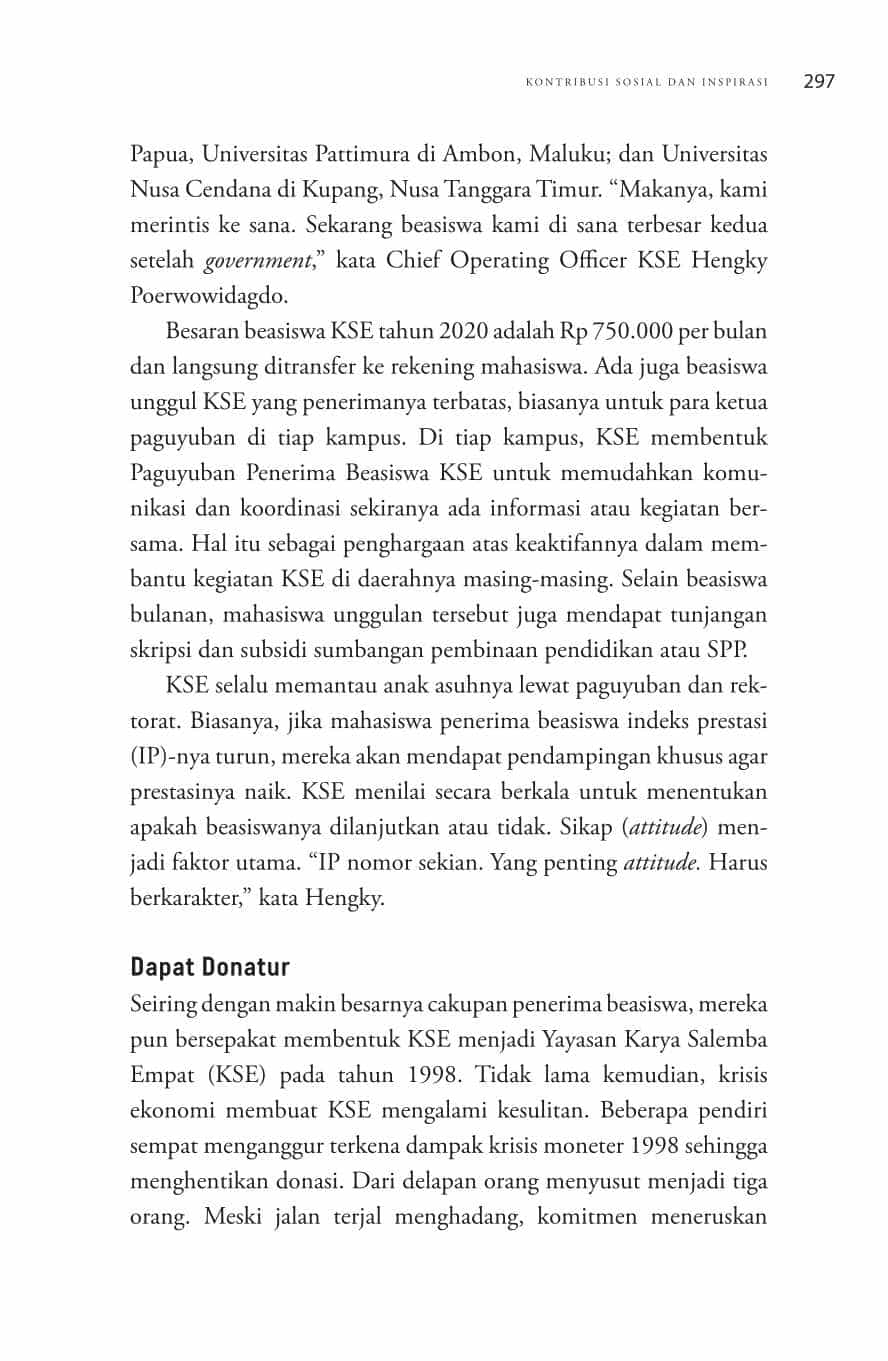 KONTRIBUSI SOSIAL DAN INSPIRASI 297
Papua, Universitas Pattimura di Ambon, Maluku; dan Universitas
Nusa Cendana di Kupang, Nusa Tanggara Timur. “Makanya, kami
merintis ke sana. Sekarang beasiswa kami di sana terbesar kedua
setelah government,” kata Chief Operating Officer KSE Hengky
Poerwowidagdo.
Besaran beasiswa KSE tahun 2020 adalah Rp 750.000 per bulan
dan langsung ditransfer ke rekening mahasiswa. Ada juga beasiswa
unggul KSE yang penerimanya terbatas, biasanya untuk para ketua
paguyuban di tiap kampus. Di tiap kampus, KSE membentuk
Paguyuban Penerima Beasiswa KSE untuk memudahkan komu-
nikasi dan koordinasi sekiranya ada informasi atau kegiatan ber-
sama. Hal itu sebagai penghargaan atas keaktifannya dalam mem-
bantu kegiatan KSE di daerahnya masing-masing. Selain beasiswa
bulanan, mahasiswa unggulan tersebut juga mendapat tunjangan
skripsi dan subsidi sumbangan pembinaan pendidikan atau SPP.
KSE selalu memantau anak asuhnya lewat paguyuban dan rek-
torat. Biasanya, jika mahasiswa penerima beasiswa indeks prestasi
(IP)-nya turun, mereka akan mendapat pendampingan khusus agar
prestasinya naik. KSE menilai secara berkala untuk menentukan
apakah beasiswanya dilanjutkan atau tidak. Sikap (attitude) men-
jadi faktor utama. “IP nomor sekian. Yang penting attitude. Harus
berkarakter,” kata Hengky.
Dapat Donatur
Seiring dengan makin besarnya cakupan penerima beasiswa, mereka
pun bersepakat membentuk KSE menjadi Yayasan Karya Salemba
Empat (KSE) pada tahun 1998. Tidak lama kemudian, krisis
ekonomi membuat KSE mengalami kesulitan. Beberapa pendiri
sempat menganggur terkena dampak krisis moneter 1998 sehingga
menghentikan donasi. Dari delapan orang menyusut menjadi tiga
orang. Meski jalan terjal menghadang, komitmen meneruskan